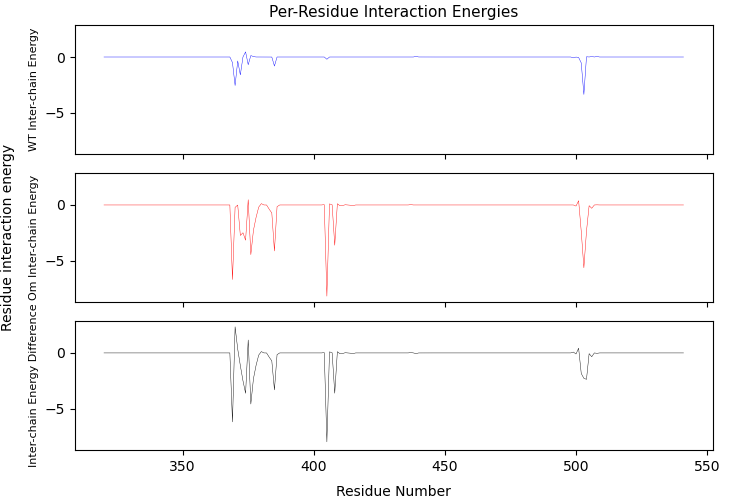 Per-Residue Interaction Energies
Residue interaction energy
WT Inter-chain Energy
0
−5
Om Inter-chain Energy
0
−5
Inter-chain Energy Difference
0
−5
350
400
450
500
550
Residue Number